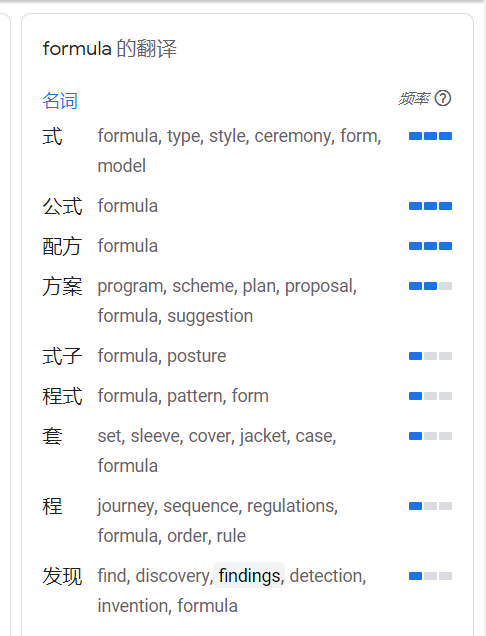 formula 的翻译
名词 频率
式 formula, type, style, ceremony, form,
model
公式 formula
配方 formula
方案 program, scheme, plan, proposal,
formula, suggestion
式子 formula, posture
程式 formula, pattern, form
套 set, sleeve, cover, jacket, case,
formula
程 journey, sequence, regulations,
formula, order, rule
发现 find, discovery, findings, detection,
invention, formula